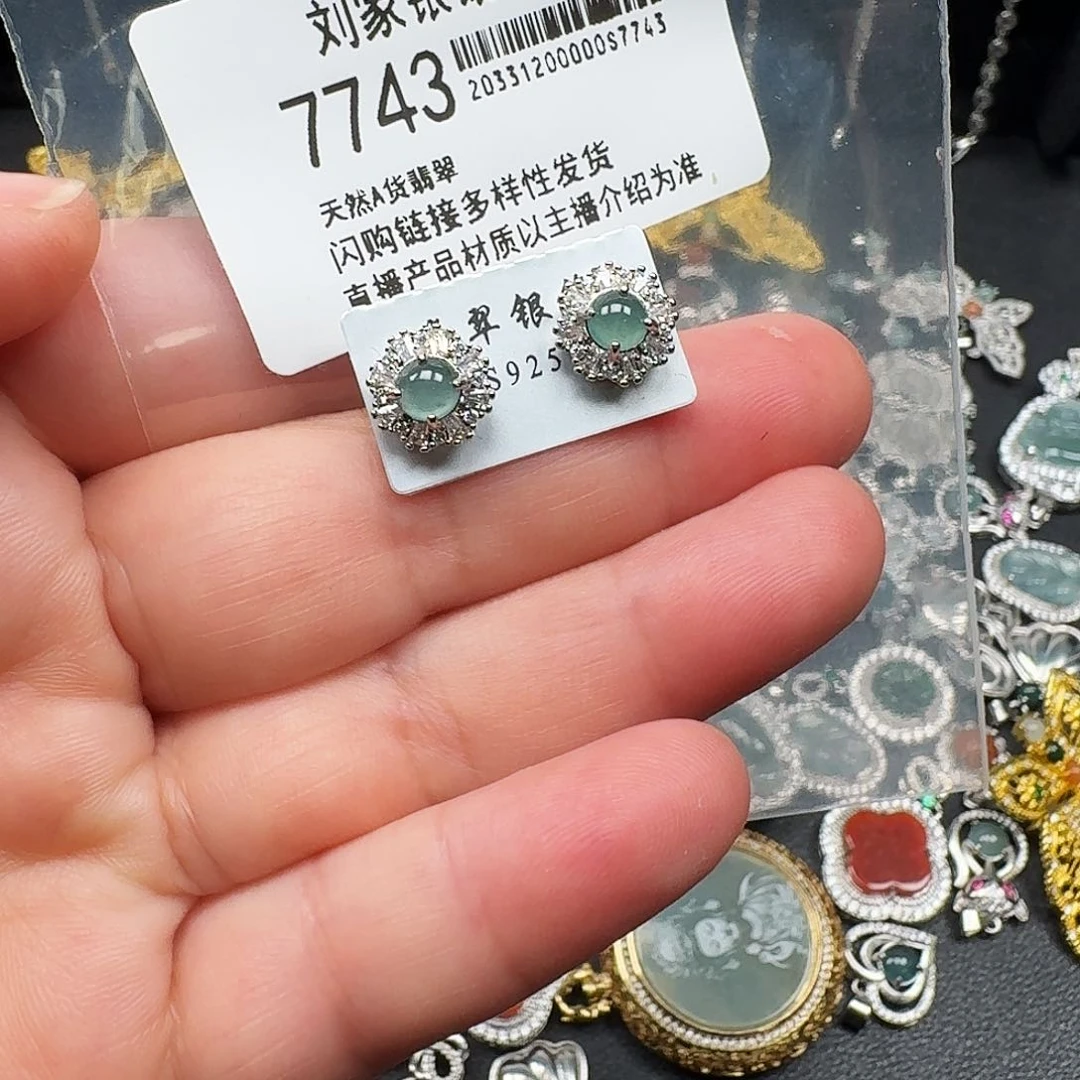 刘家银
7743
20331200000S7743
天然A货翡翠
闪购链接多样性发货
直播产品材质以主播介绍为准
翠 银
S925